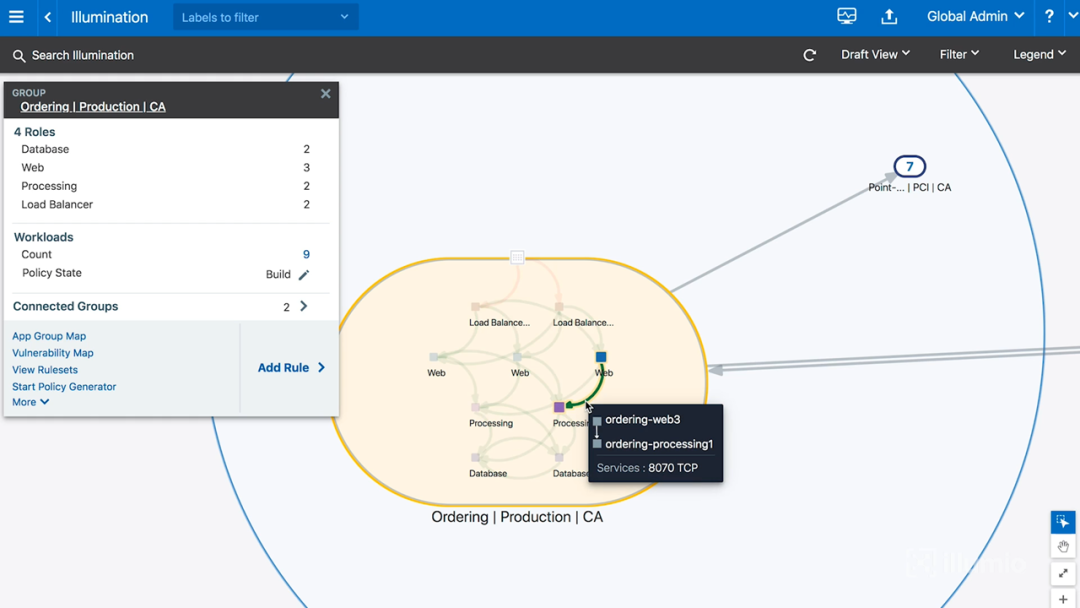 Illumination
Labels to filter
Global Admin
?
Search Illumination
Draft View
Filter
Legend
GROUP
Ordering | Production | CA
4 Roles
Database 2
Web 3
Processing 2
Load Balancer 2
Workloads
Count 9
Policy State Build
Connected Groups 2
App Group Map
Vulnerability Map
View Rulesets
Start Policy Generator
More
Add Rule
7
Point-... | PCI | CA
Load Balance... Load Balance...
Web Web Web
Processing Processin
Database Database
ordering-web3
ordering-processing1
Services : 8070 TCP
Ordering | Production | CA